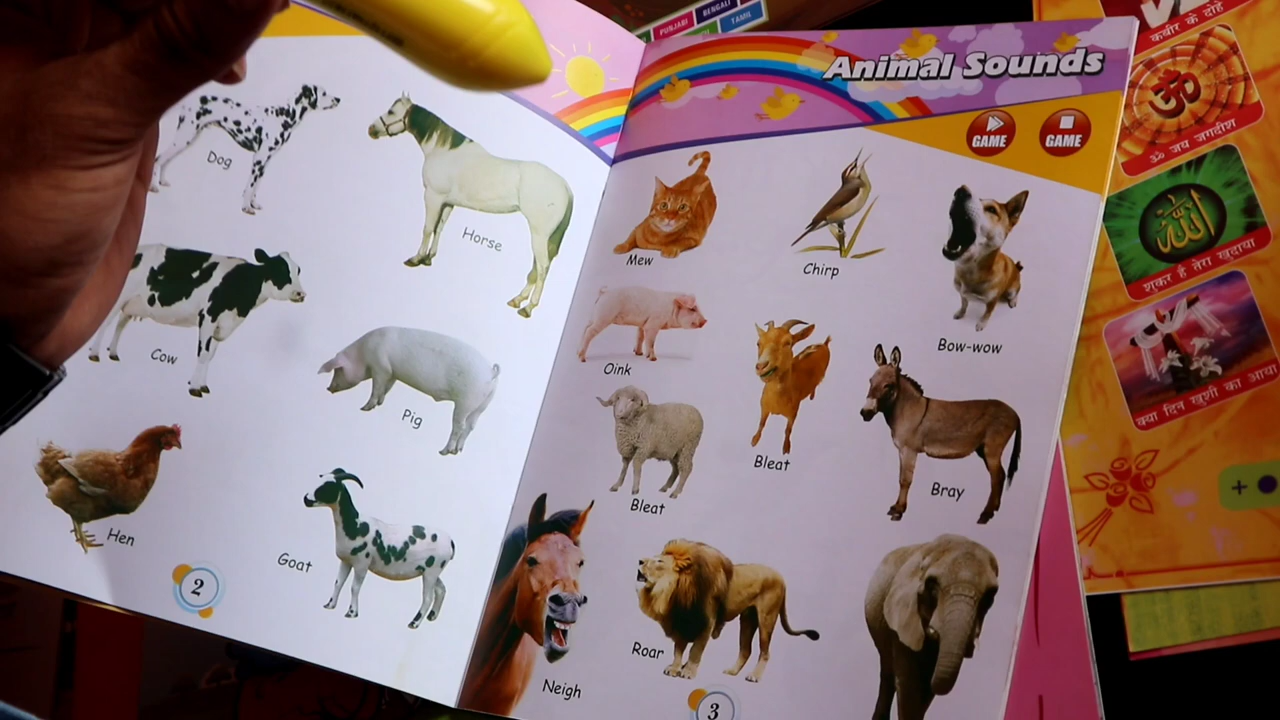 PUNJABI
BENGALI
TAMIL
Dog
Horse
Cow
Pig
Hen
Goat
2
Animal Sounds
GAME
GAME
Mew
Chirp
Bow-wow
Oink
Bleat
Bleat
Bray
Neigh
Roar
3
कबीर के दोहे
ॐ
ॐ जय जगदीश
الله
शुकर है तेरा खुदाया
क्या दिन खुशी का आया
+